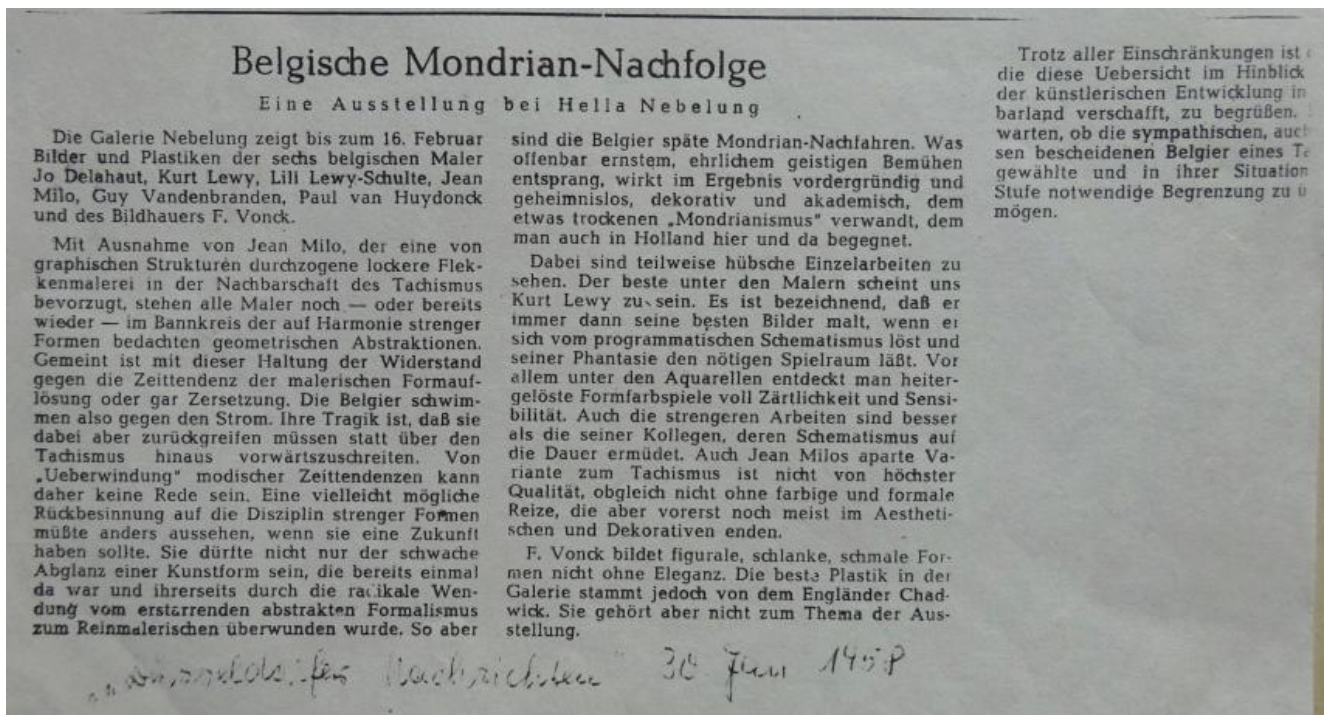 Belgische Mondrian-Nachfolge
Eine Ausstellung bei Hella Nebelung
Die Galerie Nebelung zeigt bis zum 16. Februar
Bilder und Plastiken der sechs belgischen Maler
Jo Delahaut, Kurt Lewy, Lili Lewy-Schulte, Jean
Milo, Guy Vandenbranden, Paul van Huydonck
und des Bildhauers F. Vonck.
Mit Ausnahme von Jean Milo, der eine von
graphischen Strukturen durchzogene lockere Flek-
kenmalerei in der Nachbarschaft des Tachismus
bevorzugt, stehen alle Maler noch — oder bereits
wieder — im Bannkreis der auf Harmonie strenger
Formen bedachten geometrischen Abstraktionen.
Gemeint ist mit dieser Haltung der Widerstand
gegen die Zeittendenz der malerischen Formauf-
lösung oder gar Zersetzung. Die Belgier schwim-
men also gegen den Strom. Ihre Tragik ist, daß sie
dabei aber zurückgreifen müssen statt über den
Tachismus hinaus vorwärtszuschreiten. Von
„Ueberwindung" modischer Zeittendenzen kann
daher keine Rede sein. Eine vielleicht mögliche
Rückbesinnung auf die Disziplin strenger Formen
müßte anders aussehen, wenn sie eine Zukunft
haben sollte. Sie dürfte nicht nur der schwache
Abglanz einer Kunstform sein, die bereits einmal
da war und ihrerseits durch die radikale Wen-
dung vom erstarrenden abstrakten Formalismus
zum Reinmalerischen überwunden wurde. So aber
sind die Belgier späte Mondrian-Nachfahren. Was
offenbar ernstem, ehrlichem geistigen Bemühen
entsprang, wirkt im Ergebnis vordergründig und
geheimnislos, dekorativ und akademisch, dem
etwas trockenen „Mondrianismus" verwandt, dem
man auch in Holland hier und da begegnet.
Dabei sind teilweise hübsche Einzelarbeiten zu
sehen. Der beste unter den Malern scheint uns
Kurt Lewy zu sein. Es ist bezeichnend, daß er
immer dann seine besten Bilder malt, wenn er
sich vom programmatischen Schematismus löst und
seiner Phantasie den nötigen Spielraum läßt. Vor
allem unter den Aquarellen entdeckt man heiter-
gelöste Formfarbspiele voll Zärtlichkeit und Sensi-
bilität. Auch die strengeren Arbeiten sind besser
als die seiner Kollegen, deren Schematismus auf
die Dauer ermüdet. Auch Jean Milos aparte Va-
riante zum Tachismus ist nicht von höchster
Qualität, obgleich nicht ohne farbige und formale
Reize, die aber vorerst noch meist im Aestheti-
schen und Dekorativen enden.
F. Vonck bildet figurale, schlanke, schmale For-
men nicht ohne Eleganz. Die beste Plastik in der
Galerie stammt jedoch von dem Engländer Chad-
wick. Sie gehört aber nicht zum Thema der Aus-
stellung.
Trotz aller Einschränkungen ist
die diese Uebersicht im Hinblick
der künstlerischen Entwicklung in
barland verschafft, zu begrüßen.
warten, ob die sympathischen, auch
sen bescheidenen Belgier eines
gewählte und in ihrer Situation
Stufe notwendige Begrenzung zu
mögen.
Nachrichten" 30 1958